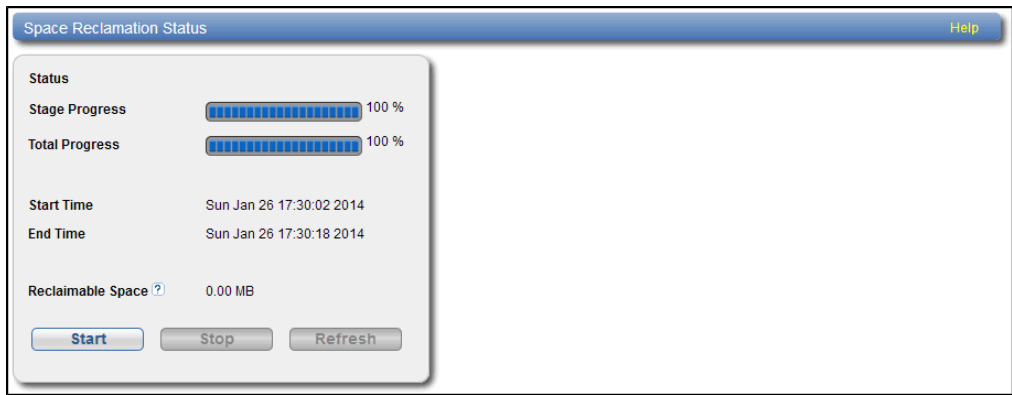 Space Reclamation Status Help
Status
Stage Progress 100 %
Total Progress 100 %
Start Time Sun Jan 26 17:30:02 2014
End Time Sun Jan 26 17:30:18 2014
Reclaimable Space ? 0.00 MB
Start Stop Refresh